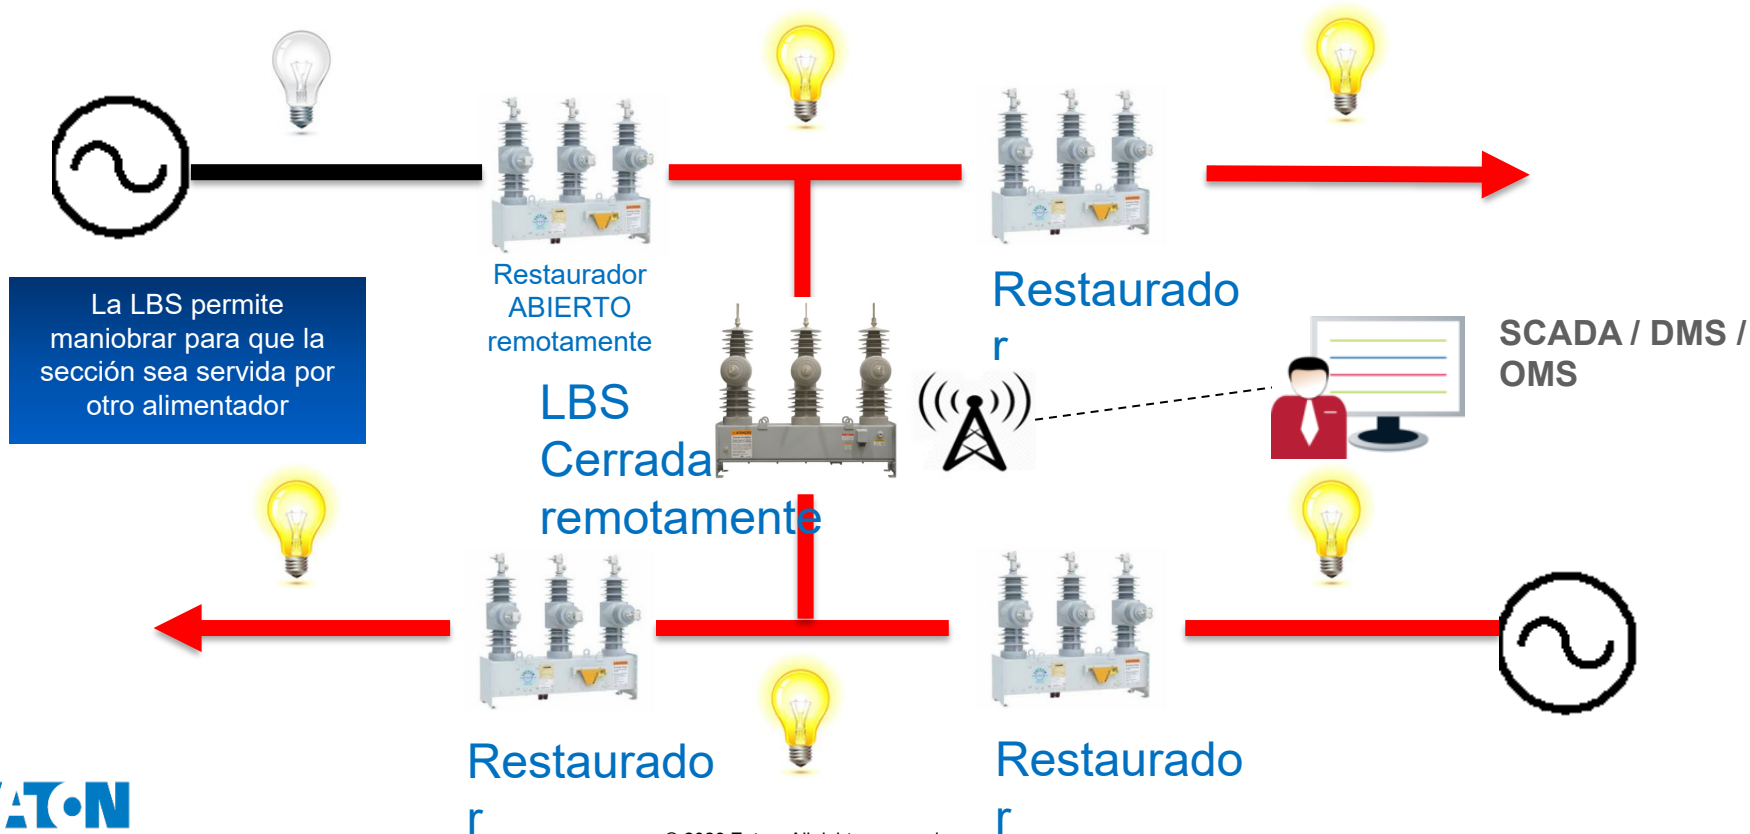 Restaurador
ABIERTO
remotamente
Restaurado
r
La LBS permite
maniobrar para que la
sección sea servida por
otro alimentador
SCADA / DMS /
OMS
LBS
Cerrada
remotamente
Restaurado
r
Restaurado
r
EATON